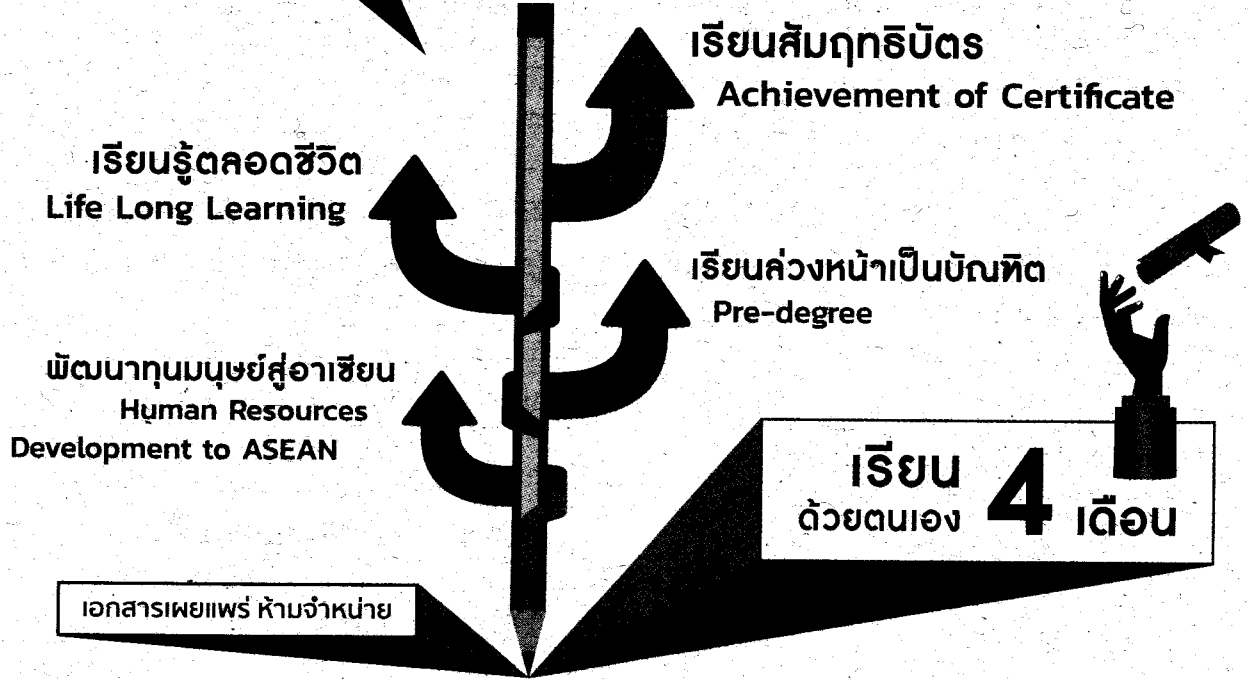 เรียนสัมฤทธิบัตร
Achievement of Certificate
เรียนรู้ตลอดชีวิต
Life Long Learning
เรียนล่วงหน้าเป็นบัณฑิต
Pre-degree
พัฒนาทุนมนุษย์สู่อาเซียน
Human Resources
Development to ASEAN
เรียน
ด้วยตนเอง 4 เดือน
เอกสารเผยแพร่ ห้ามจำหน่าย